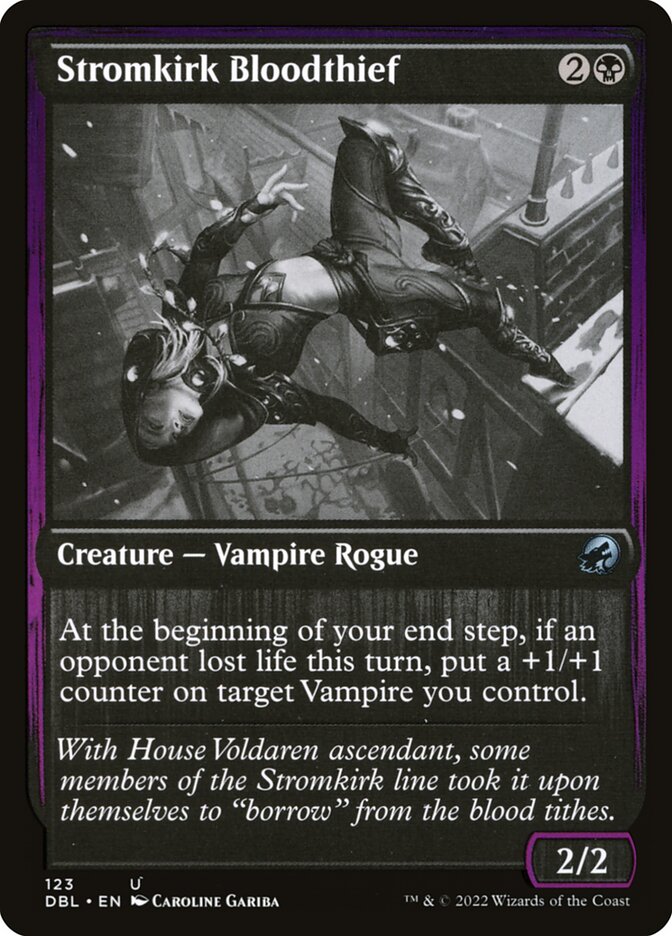 Stromkirk Bloodthief 2
Creature — Vampire Rogue
At the beginning of your end step, if an
opponent lost life this turn, put a +1/+1
counter on target Vampire you control.
With House Voldaren ascendant, some
members of the Stromkirk line took it upon
themselves to “borrow” from the blood tithes.
2/2
123 U
DBL • EN CAROLINE GARIBA ™ & © 2022 Wizards of the Coast